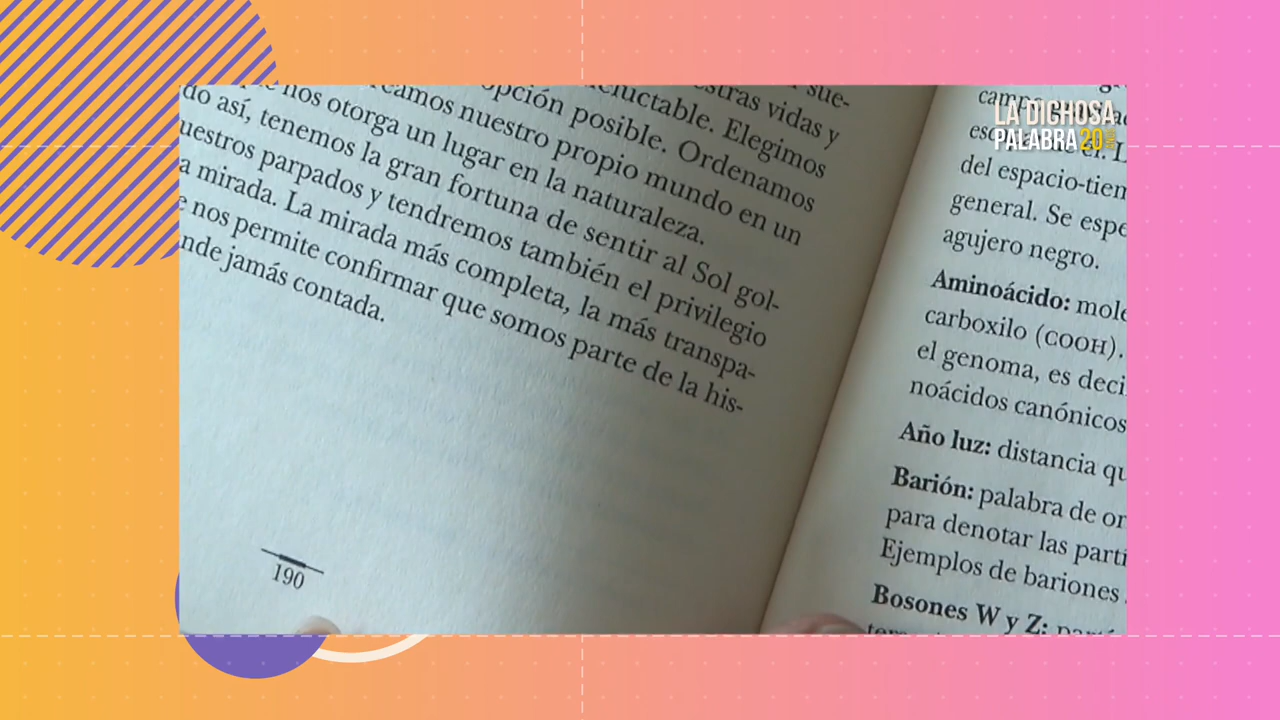 sue-
vidas y
Elegimos
posible. Ordenamos
nuestro propio mundo en un
nos otorga un lugar en la naturaleza.
do así, tenemos la gran fortuna de sentir al Sol gol-
uestros parpados y tendremos también el privilegio
a mirada. La mirada más completa, la más transpa-
e nos permite confirmar que somos parte de la his-
nde jamás contada.
190
del espacio-tien
general. Se espe
agujero negro.
Aminoácido: mole
carboxilo (COOH).
el genoma, es deci
noácidos canónicos
Año luz: distancia qu
Barión: palabra de or
para denotar las partí
Ejemplos de bariones
Bosones W y Z:
LA DICHOSA
PALABRA 20